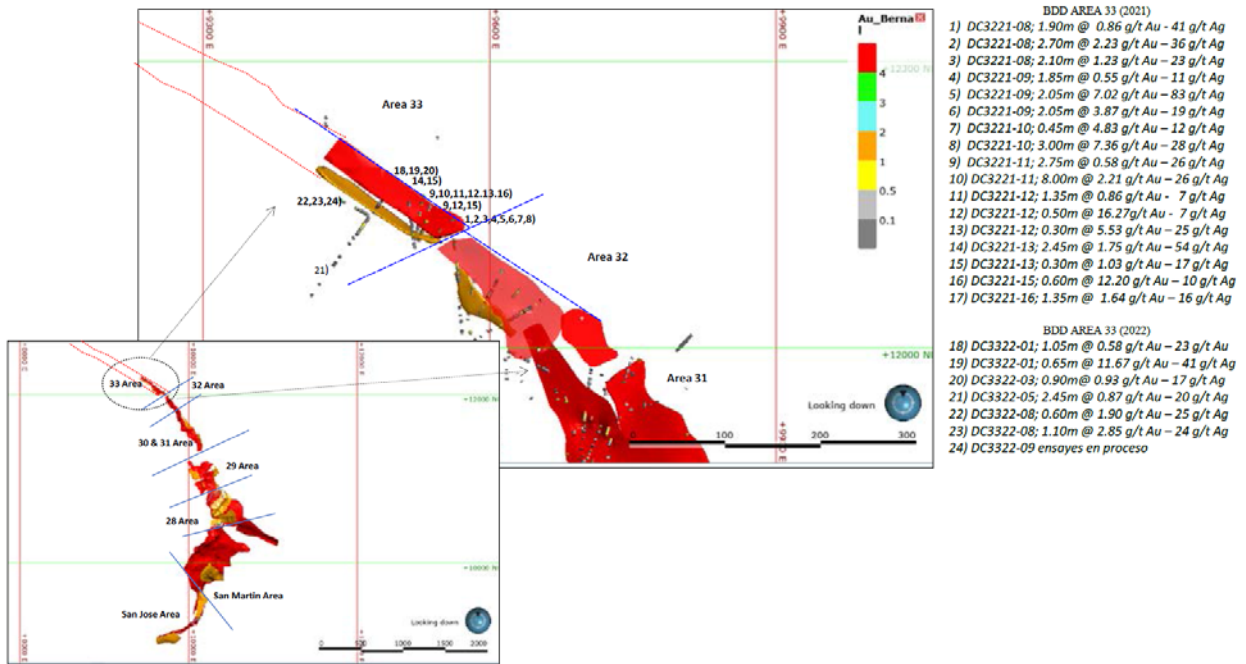 +9300 E
+9600 E
+9900 E
Au_Berna
l
4
3
2
1
0.5
0.1
+12300 N
Area 33
18,19,20)
14,15)
9,10,11,12.13.16)
9,12,15)
1,2,3,4,5,6,7,8)
22,23,24)
21)
Area 32
+12000 N
Area 31
Looking down
0 100 200 300
+8000 E
+10000 E
33 Area
32 Area
+12000 N
30 & 31 Area
29 Area
28 Area
+10000 N
San Martin Area
San Jose Area
Looking down
0 500 1000 1500 2000
BDD AREA 33 (2021)
1) DC3221-08; 1.90m @ 0.86 g/t Au - 41 g/t Ag
2) DC3221-08; 2.70m @ 2.23 g/t Au – 36 g/t Ag
3) DC3221-08; 2.10m @ 1.23 g/t Au – 23 g/t Ag
4) DC3221-09; 1.85m @ 0.55 g/t Au – 11 g/t Ag
5) DC3221-09; 2.05m @ 7.02 g/t Au – 83 g/t Ag
6) DC3221-09; 2.05m @ 3.87 g/t Au – 19 g/t Ag
7) DC3221-10; 0.45m @ 4.83 g/t Au – 12 g/t Ag
8) DC3221-10; 3.00m @ 7.36 g/t Au – 28 g/t Ag
9) DC3221-11; 2.75m @ 0.58 g/t Au – 26 g/t Ag
10) DC3221-11; 8.00m @ 2.21 g/t Au – 26 g/t Ag
11) DC3221-12; 1.35m @ 0.86 g/t Au - 7 g/t Ag
12) DC3221-12; 0.50m @ 16.27g/t Au - 7 g/t Ag
13) DC3221-12; 0.30m @ 5.53 g/t Au – 25 g/t Ag
14) DC3221-13; 2.45m @ 1.75 g/t Au – 54 g/t Ag
15) DC3221-13; 0.30m @ 1.03 g/t Au – 17 g/t Ag
16) DC3221-15; 0.60m @ 12.20 g/t Au – 10 g/t Ag
17) DC3221-16; 1.35m @ 1.64 g/t Au – 16 g/t Ag
BDD AREA 33 (2022)
18) DC3322-01; 1.05m @ 0.58 g/t Au – 23 g/t Au
19) DC3322-01; 0.65m @ 11.67 g/t Au – 41 g/t Ag
20) DC3322-03; 0.90m@ 0.93 g/t Au – 17 g/t Ag
21) DC3322-05; 2.45m @ 0.87 g/t Au – 20 g/t Ag
22) DC3322-08; 0.60m @ 1.90 g/t Au – 25 g/t Ag
23) DC3322-08; 1.10m @ 2.85 g/t Au – 24 g/t Ag
24) DC3322-09 ensayes en proceso